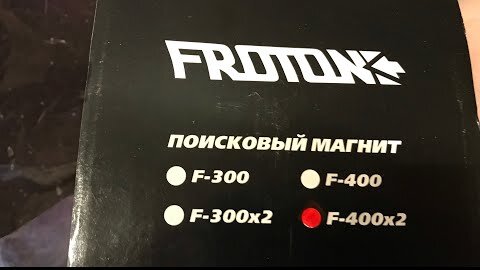 FROTON
ПОИСКОВЫЙ МАГНИТ
F-300 F-400
F-300x2 F-400x2